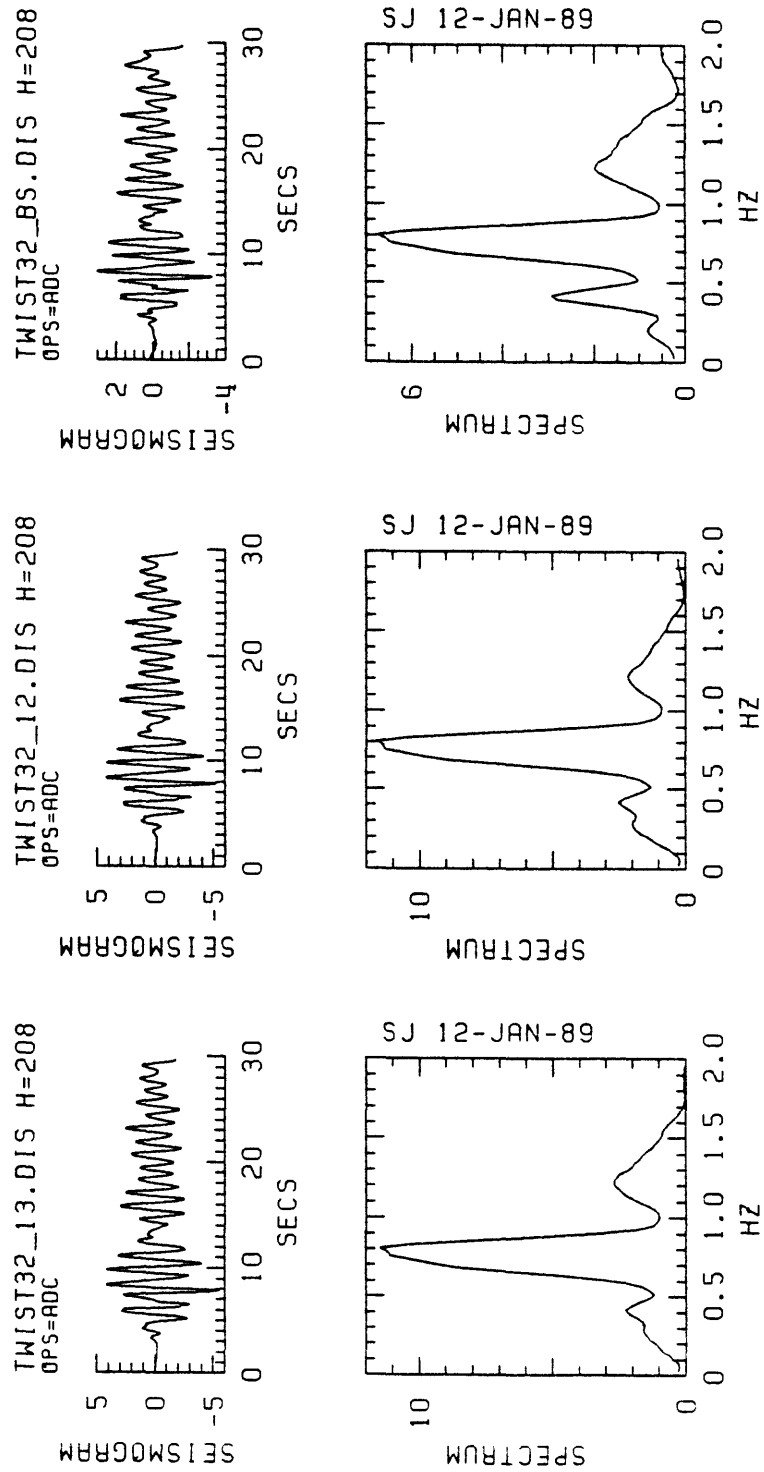 TWIST32_13.DIS H=208
OPS=ADC
SEISMOGRAM
5
0
-5
0 10 20 30
SECS
SJ 12-JAN-89
SPECTRUM
10
0
0 0.5 1.0 1.5 2.0
HZ
TWIST32_12.DIS H=208
OPS=ADC
SEISMOGRAM
5
0
-5
0 10 20 30
SECS
SJ 12-JAN-89
SPECTRUM
10
0
0 0.5 1.0 1.5 2.0
HZ
TWIST32_BS.DIS H=208
OPS=ADC
SEISMOGRAM
2
0
-4
0 10 20 30
SECS
SJ 12-JAN-89
SPECTRUM
6
0
0 0.5 1.0 1.5 2.0
HZ